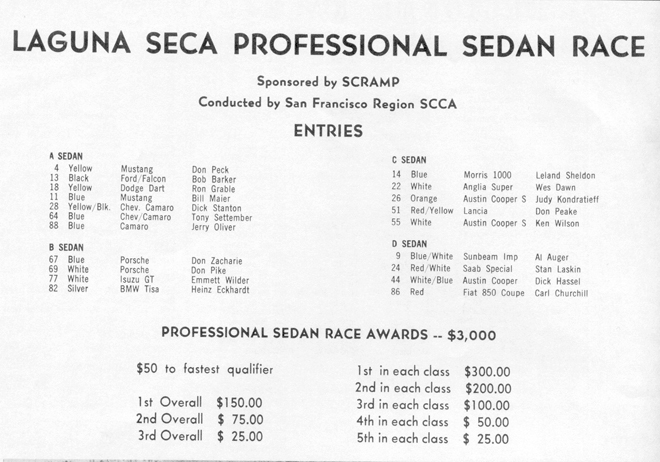 LAGUNA SECA PROFESSIONAL SEDAN RACE
Sponsored by SCRAMP
Conducted by San Francisco Region SCCA
ENTRIES
A SEDAN
4 Yellow Mustang Don Peck
13 Black Ford/Falcon Bob Barker
18 Yellow Dodge Dart Ron Grable
11 Blue Mustang Bill Maier
28 Yellow/Blk. Chev. Camaro Dick Stanton
64 Blue Chev/Camaro Tony Settember
88 Blue Camaro Jerry Oliver
B SEDAN
67 Blue Porsche Don Zacharie
69 White Porsche Don Pike
77 White Isuzu GT Emmett Wilder
82 Silver BMW Tisa Heinz Eckhardt
C SEDAN
14 Blue Morris 1000 Leland Sheldon
22 White Anglia Super Wes Dawn
26 Orange Austin Cooper S Judy Kondratieff
51 Red/Yellow Lancia Don Peake
55 White Austin Cooper S Ken Wilson
D SEDAN
9 Blue/White Sunbeam Imp Al Auger
24 Red/White Saab Special Stan Laskin
44 White/Blue Austin Cooper Dick Hassel
86 Red Fiat 850 Coupe Carl Churchill
PROFESSIONAL SEDAN RACE AWARDS -- $3,000
$50 to fastest qualifier
1st Overall $150.00
2nd Overall $ 75.00
3rd Overall $ 25.00
1st in each class $300.00
2nd in each class $200.00
3rd in each class $100.00
4th in each class $ 50.00
5th in each class $ 25.00